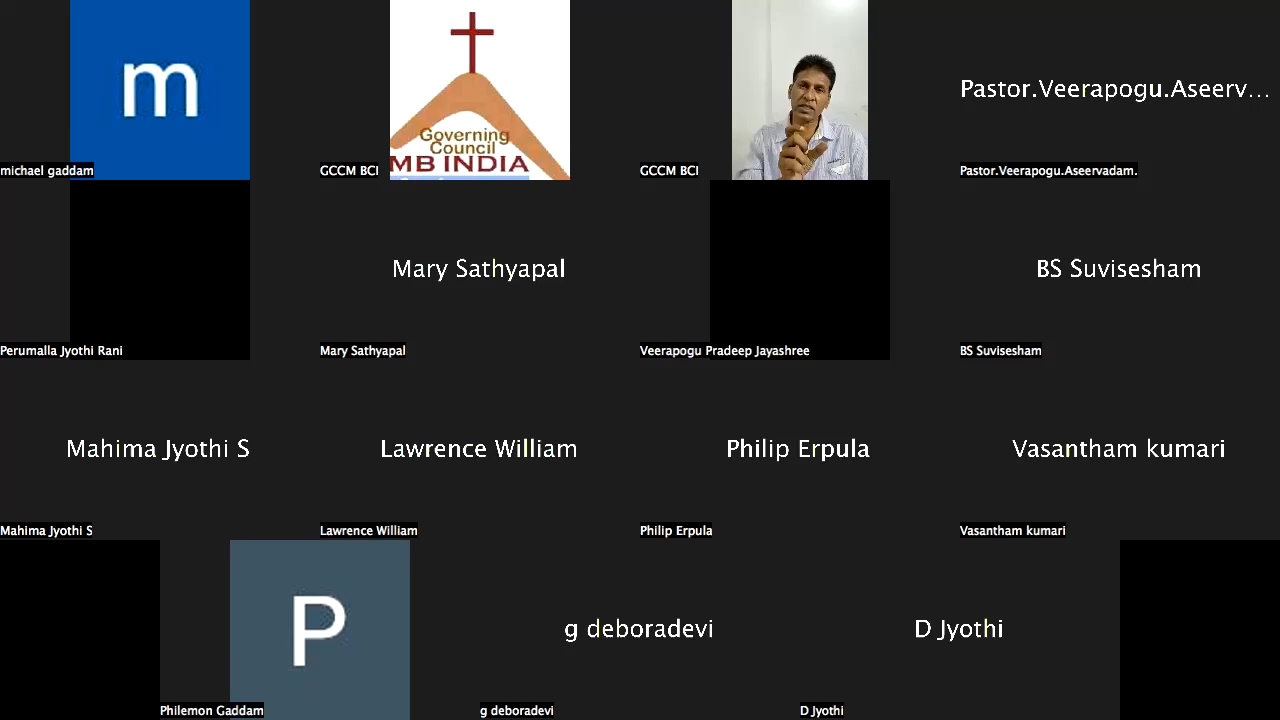 m
Governing
Council
MB INDIA
Pastor.Veerapogu.Aseerv...
michael gaddam
GCCM BCI
GCCM BCI
Pastor.Veerapogu.Aseervadam.
Mary Sathyapal
BS Suvisesham
Perumalla Jyothi Rani
Mary Sathyapal
Veerapogu Pradeep Jayashree
BS Suvisesham
Mahima Jyothi S
Lawrence William
Philip Erpula
Vasantham kumari
Mahima Jyothi S
Lawrence William
Philip Erpula
Vasantham kumari
P
g deboradevi
D Jyothi
Philemon Gaddam
g deboradevi
D Jyothi